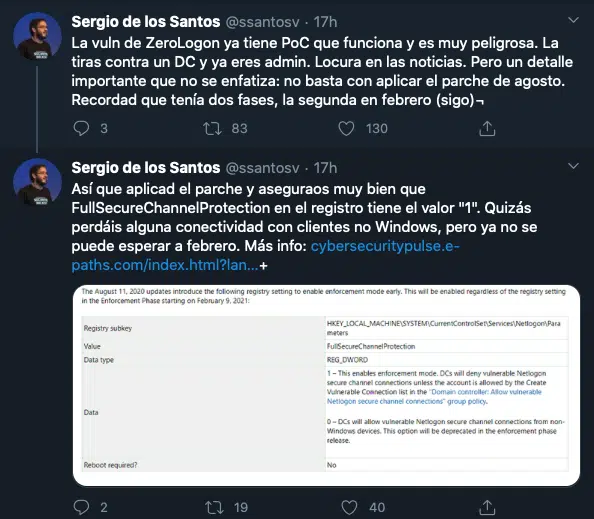 Sergio de los Santos @ssantosv · 17h
La vuln de ZeroLogon ya tiene PoC que funciona y es muy peligrosa. La
tiras contra un DC y ya eres admin. Locura en las noticias. Pero un detalle
importante que no se enfatiza: no basta con aplicar el parche de agosto.
Recordad que tenía dos fases, la segunda en febrero (sigo)¬
3 83 130
Sergio de los Santos @ssantosv · 17h
Así que aplicad el parche y aseguraos muy bien que
FullSecureChannelProtection en el registro tiene el valor "1". Quizás
perdáis alguna conectividad con clientes no Windows, pero ya no se
puede esperar a febrero. Más info: cybersecuritypulse.e-
paths.com/index.html?lan...+
The August 11, 2020 updates introduce the following registry setting to enable enforcement mode early. This will be enabled regardless of the registry setting
in the Enforcement Phase starting on February 9, 2021:
Registry subkey
HKEY_LOCAL_MACHINE\SYSTEM\CurrentControlSet\Services\Netlogon\Para
meters
Value
FullSecureChannelProtection
Data type
REG_DWORD
Data
1 – This enables enforcement mode. DCs will deny vulnerable Netlogon
secure channel connections unless the account is allowed by the Create
Vulnerable Connection list in the "Domain controller: Allow vulnerable
Netlogon secure channel connections" group policy.
0 – DCs will allow vulnerable Netlogon secure channel connections from non-
Windows devices. This option will be deprecated in the enforcement phase
release.
Reboot required?
No
2 19 40